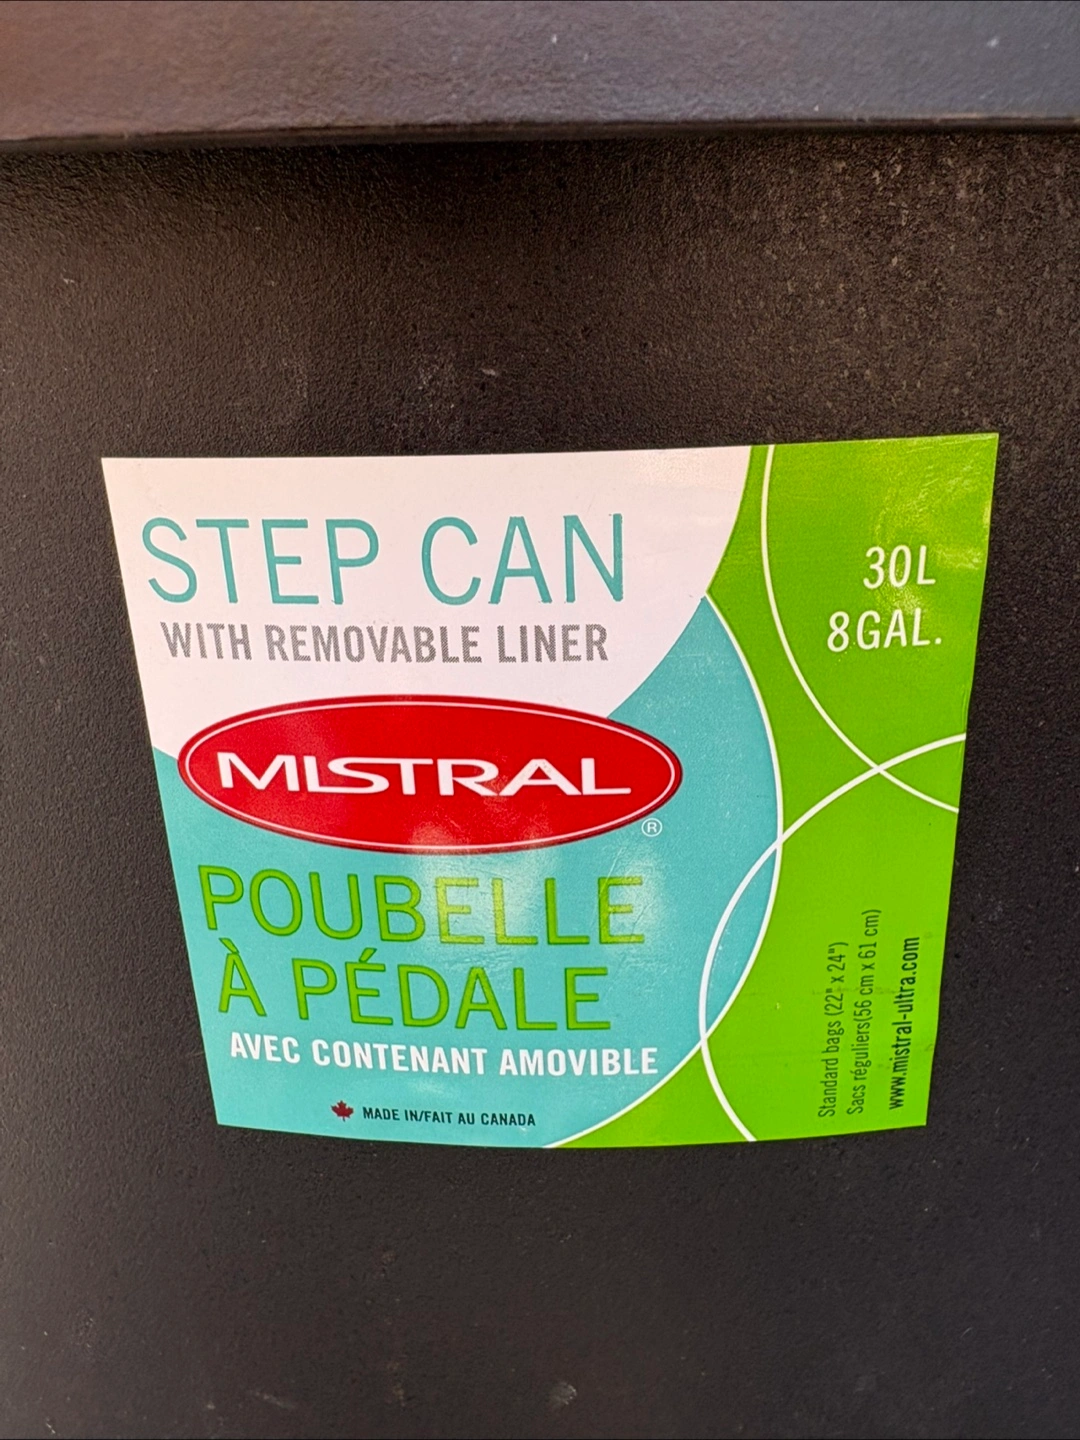 STEP CAN
WITH REMOVABLE LINER
MISTRAL
®
POUBELLE
À PÉDALE
AVEC CONTENANT AMOVIBLE
MADE IN/FAIT AU CANADA
30L
8GAL.
Standard bags (22" x 24")
Sacs réguliers(56 cm x 61 cm)
www.mistral-ultra.com